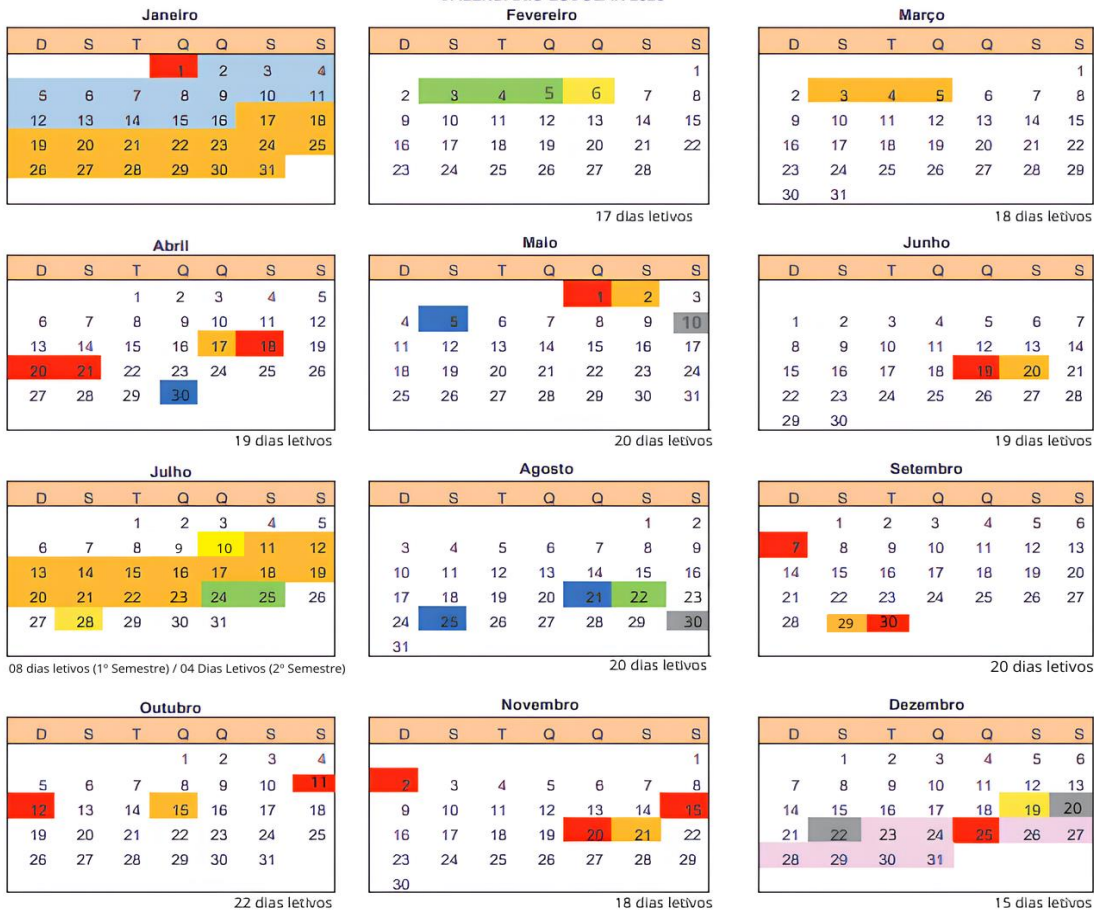 Janeiro Fevereiro Março
D S T Q Q S S D S T Q Q S S D S T Q Q S S
1 2 3 4 1 1
5 6 7 8 9 10 11 2 3 4 5 6 7 8 2 3 4 5 6 7 8
12 13 14 15 16 17 18 9 10 11 12 13 14 15 9 10 11 12 13 14 15
19 20 21 22 23 24 25 16 17 18 19 20 21 22 16 17 18 19 20 21 22
26 27 28 29 30 31 23 24 25 26 27 28 23 24 25 26 27 28 29
30 31
17 dias letivos 18 dias letivos
Abril Maio Junho
D S T Q Q S S D S T Q Q S S D S T Q Q S S
1 2 3 4 5 1 2 3
6 7 8 9 10 11 12 4 5 6 7 8 9 10 1 2 3 4 5 6 7
13 14 15 16 17 18 19 11 12 13 14 15 16 17 8 9 10 11 12 13 14
20 21 22 23 24 25 26 18 19 20 21 22 23 24 15 16 17 18 19 20 21
27 28 29 30 25 26 27 28 29 30 31 22 23 24 25 26 27 28
29 30
19 dias letivos 20 dias letivos 19 dias letivos
Julho Agosto Setembro
D S T Q Q S S D S T Q Q S S D S T Q Q S S
1 2 3 4 5 1 2 1 2 3 4 5 6
6 7 8 9 10 11 12 3 4 5 6 7 8 9 7 8 9 10 11 12 13
13 14 15 16 17 18 19 10 11 12 13 14 15 16 14 15 16 17 18 19 20
20 21 22 23 24 25 26 17 18 19 20 21 22 23 21 22 23 24 25 26 27
27 28 29 30 31 24 25 26 27 28 29 30 28 29 30
31
08 dias letivos (1º Semestre) / 04 Dias Letivos (2º Semestre) 20 dias letivos 20 dias letivos
Outubro Novembro Dezembro
D S T Q Q S S D S T Q Q S S D S T Q Q S S
1 2 3 4 1 1 2 3 4 5 6
5 6 7 8 9 10 11 2 3 4 5 6 7 8 7 8 9 10 11 12 13
12 13 14 15 16 17 18 9 10 11 12 13 14 15 14 15 16 17 18 19 20
19 20 21 22 23 24 25 16 17 18 19 20 21 22 21 22 23 24 25 26 27
26 27 28 29 30 31 23 24 25 26 27 28 29 28 29 30 31
30
22 dias letivos 18 dias letivos 15 dias letivos